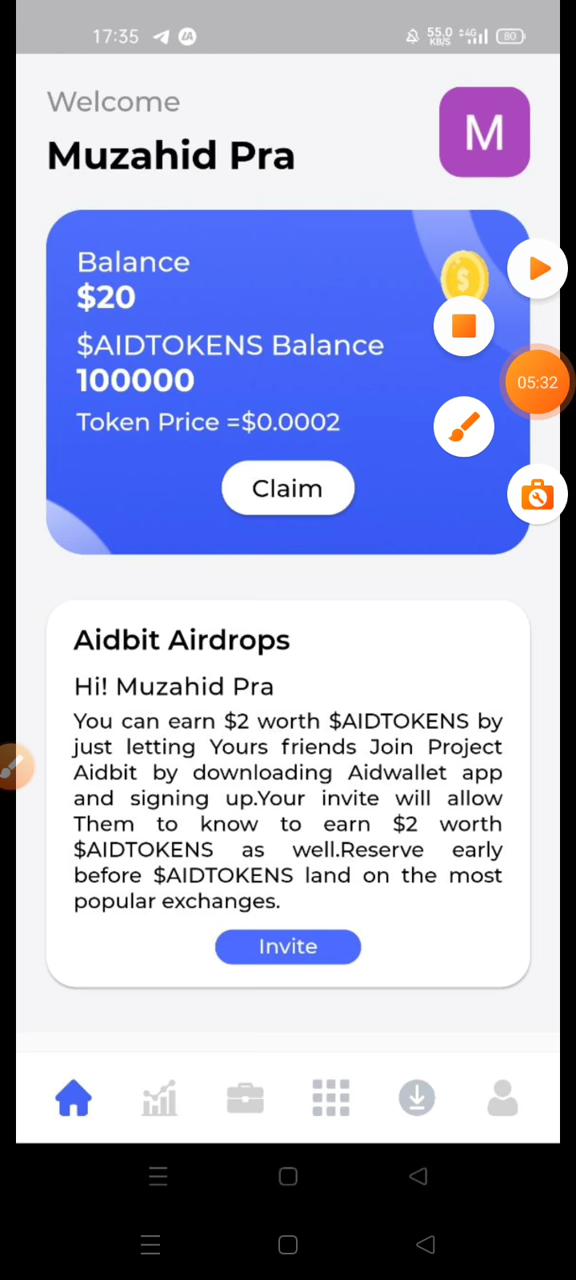 17:35
55.0
KB/S
4G
80
Welcome
Muzahid Pra
M
Balance
$20
$AIDTOKENS Balance
100000
Token Price =$0.0002
Claim
05:32
Aidbit Airdrops
Hi! Muzahid Pra
You can earn $2 worth $AIDTOKENS by
just letting Yours friends Join Project
Aidbit by downloading Aidwallet app
and signing up.Your invite will allow
Them to know to earn $2 worth
$AIDTOKENS as well.Reserve early
before $AIDTOKENS land on the most
popular exchanges.
Invite